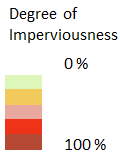 Degree of
Imperviousness
0 %
100 %